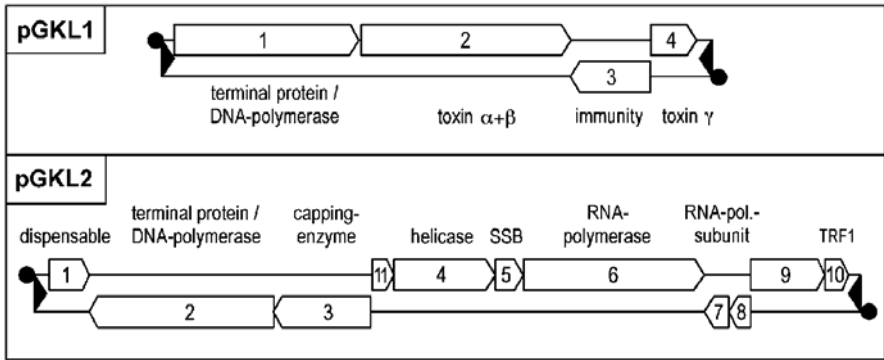 pGKL1
1 2 4
3
terminal protein /
DNA-polymerase toxin α+β immunity toxin γ
pGKL2
terminal protein / capping- RNA- RNA-pol.-
dispensable DNA-polymerase enzyme helicase SSB polymerase subunit TRF1
1 11 4 5 6 9 10
2 3 7 8